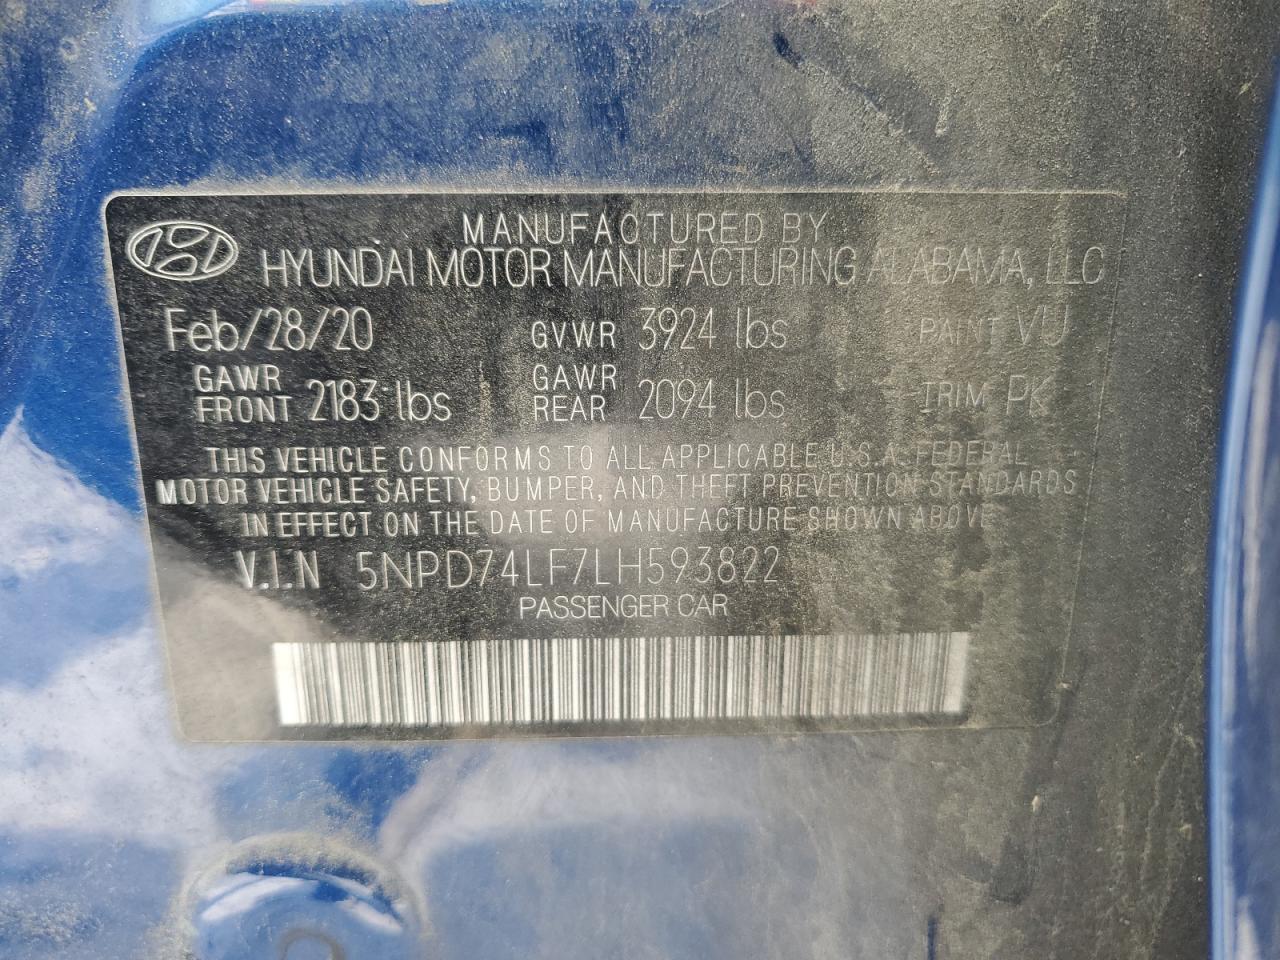 MANUFACTURED BY
HYUNDAI MOTOR MANUFACTURING ALABAMA, LLC
Feb/28/20 GVWR 3924 lbs PAINT VU
GAWR FRONT 2183 lbs GAWR REAR 2094 lbs TRIM PK
THIS VEHICLE CONFORMS TO ALL APPLICABLE U.S.A. FEDERAL
MOTOR VEHICLE SAFETY, BUMPER, AND THEFT PREVENTION STANDARDS
IN EFFECT ON THE DATE OF MANUFACTURE SHOWN ABOVE
V.I.N 5NPD74LF7LH593822
PASSENGER CAR